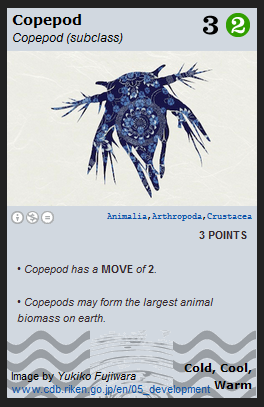 Copepod
3 2
Copepod (subclass)
Animalia,Arthropoda,Crustacea
3 POINTS
• Copepod has a MOVE of 2.
• Copepods may form the largest animal
biomass on earth.
Cold, Cool,
Warm
Image by Yukiko Fujiwara
www.cdb.riken.go.jp/en/05_development